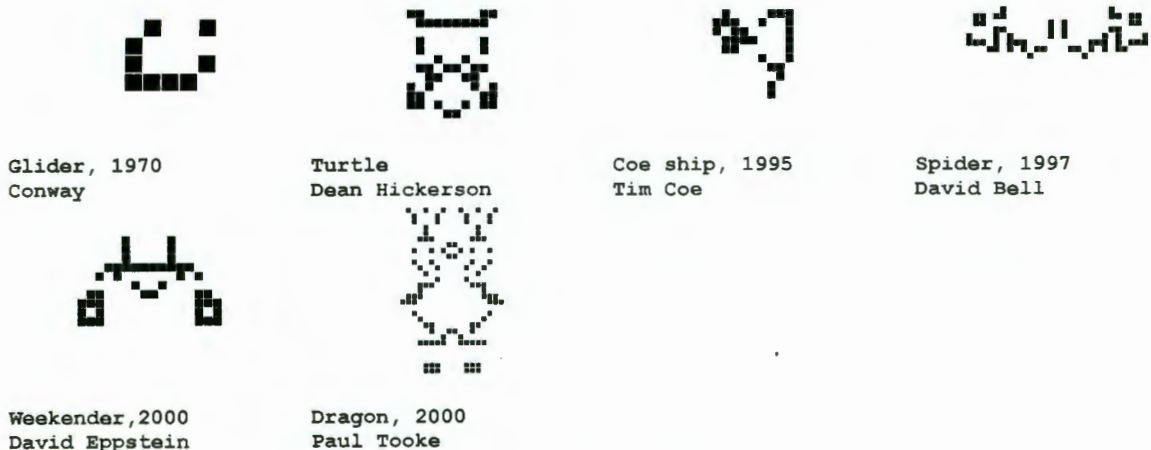 Glider, 1970
Conway
Turtle
Dean Hickerson
Coe ship, 1995
Tim Coe
Spider, 1997
David Bell
Weekender,2000
David Eppstein
Dragon, 2000
Paul Tooke